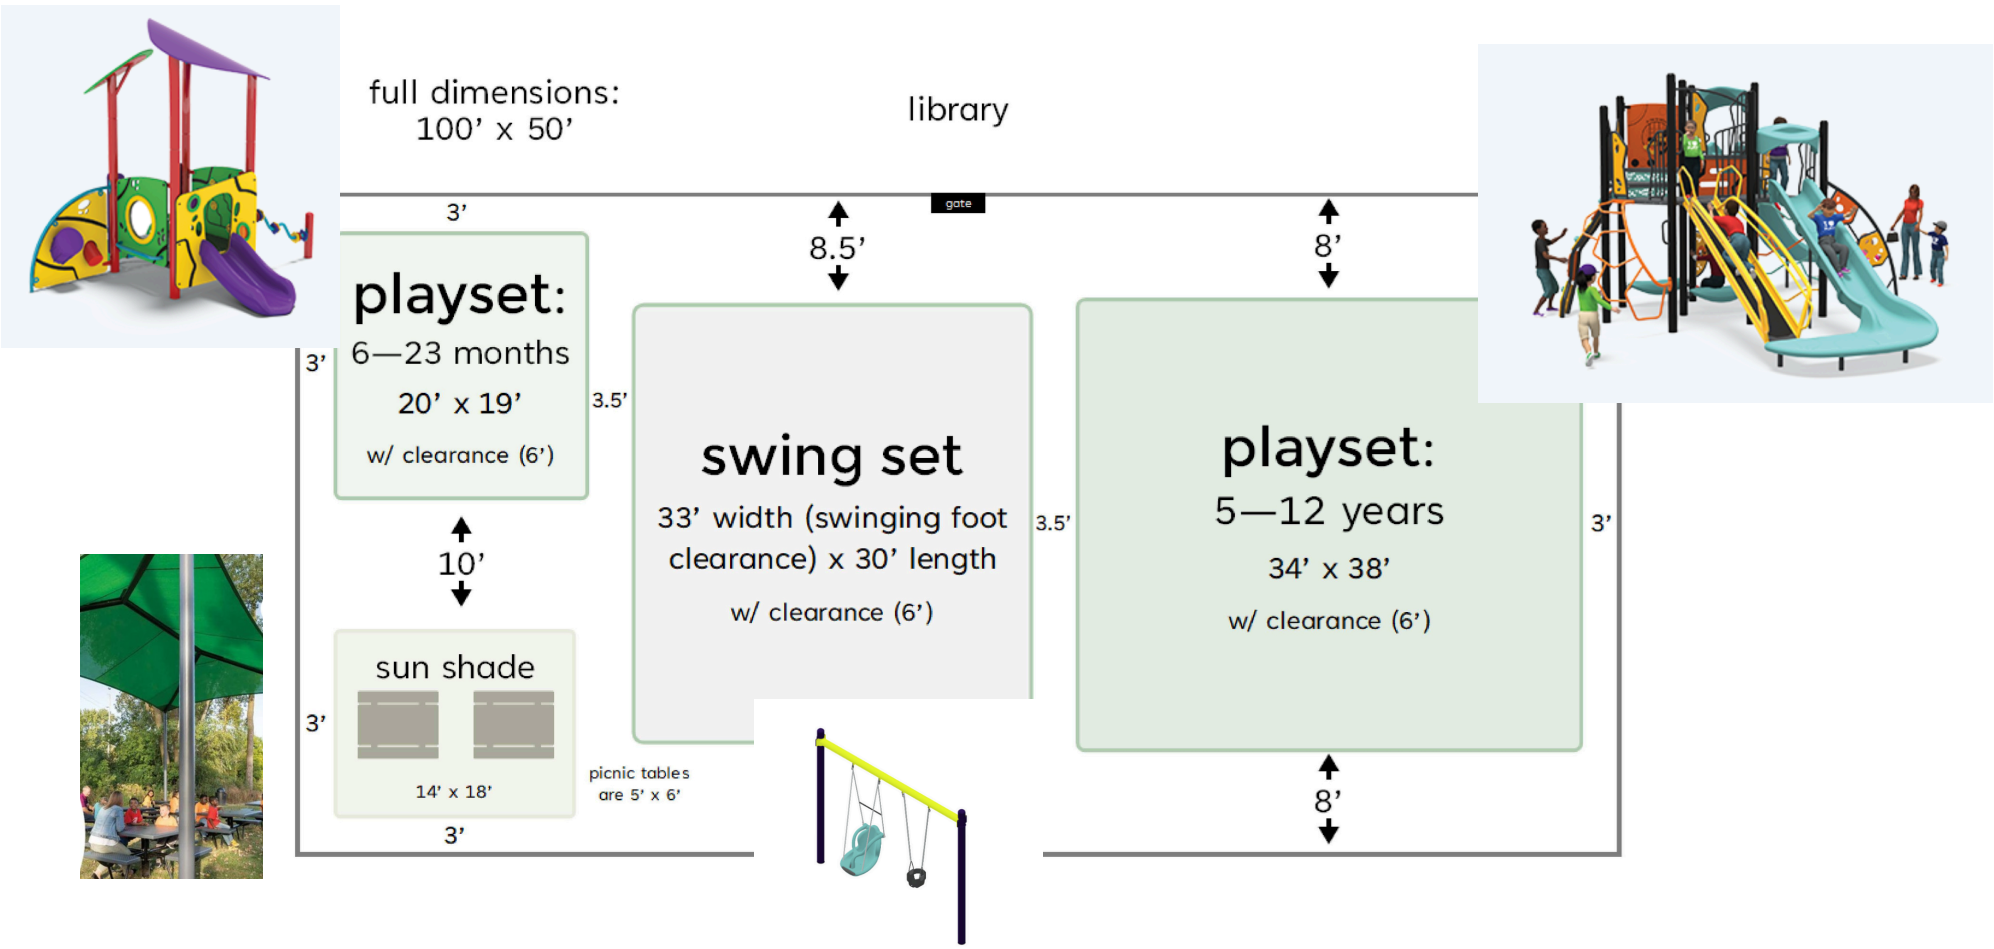 full dimensions:
100’ x 50’
library
gate
3’
8.5’
8’
playset:
6—23 months
20’ x 19’
w/ clearance (6’)
3’
3.5’
swing set
33’ width (swinging foot
clearance) x 30’ length
w/ clearance (6’)
3.5’
playset:
5—12 years
34’ x 38’
w/ clearance (6’)
3’
10’
sun shade
14’ x 18’
3’
3’
picnic tables
are 5’ x 6’
8’